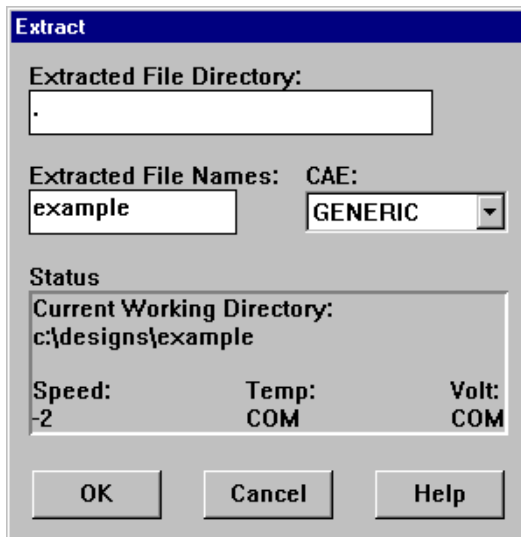 Extract
Extracted File Directory:
.
Extracted File Names: CAE:
example GENERIC
Status
Current Working Directory:
c:\designs\example
Speed: Temp: Volt:
-2 COM COM
OK Cancel Help